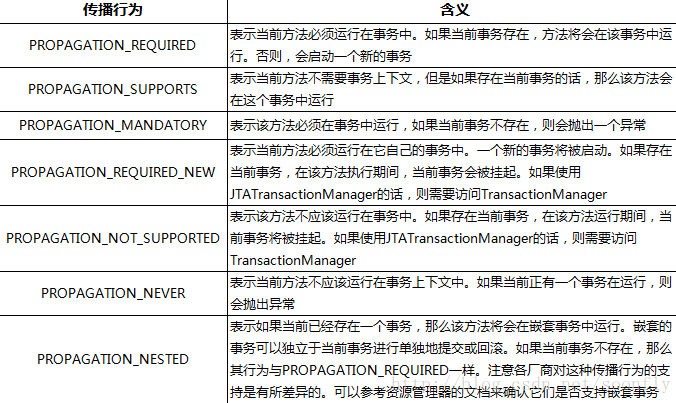 传播行为 含义
PROPAGATION_REQUIRED
表示当前方法必须运行在事务中。如果当前事务存在，方法将会在该事务中运
行。否则，会启动一个新的事务
PROPAGATION_SUPPORTS
表示当前方法不需要事务上下文，但是如果存在当前事务的话，那么该方法会
在这个事务中运行
PROPAGATION_MANDATORY
表示该方法必须在事务中运行，如果当前事务不存在，则会抛出一个异常
PROPAGATION_REQUIRED_NEW
表示当前方法必须运行在它自己的事务中。一个新的事务将被启动。如果存在
当前事务，在该方法执行期间，当前事务会被挂起。如果使用
JTATransactionManager的话，则需要访问TransactionManager
PROPAGATION_NOT_SUPPORTED
表示该方法不应该运行在事务中。如果存在当前事务，在该方法运行期间，当
前事务将被挂起。如果使用JTATransactionManager的话，则需要访问
TransactionManager
PROPAGATION_NEVER
表示当前方法不应该运行在事务上下文中。如果当前正有一个事务在运行，则
会抛出异常
PROPAGATION_NESTED
表示如果当前已经存在一个事务，那么该方法将会在嵌套事务中运行。嵌套的
事务可以独立于当前事务进行单独地提交或回滚。如果当前事务不存在，那么
其行为与PROPAGATION_REQUIRED一样。注意各厂商对这种传播行为的支
持是有所差异的。可以参考资源管理器的文档来确认它们是否支持嵌套事务
http://blog.csdn.net/soonfly